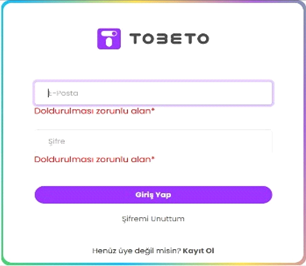 TOBETO
E-Posta
Doldurulması zorunlu alan*
Şifre
Doldurulması zorunlu alan*
Giriş Yap
Şifremi Unuttum
Henüz üye değil misin? Kayıt Ol